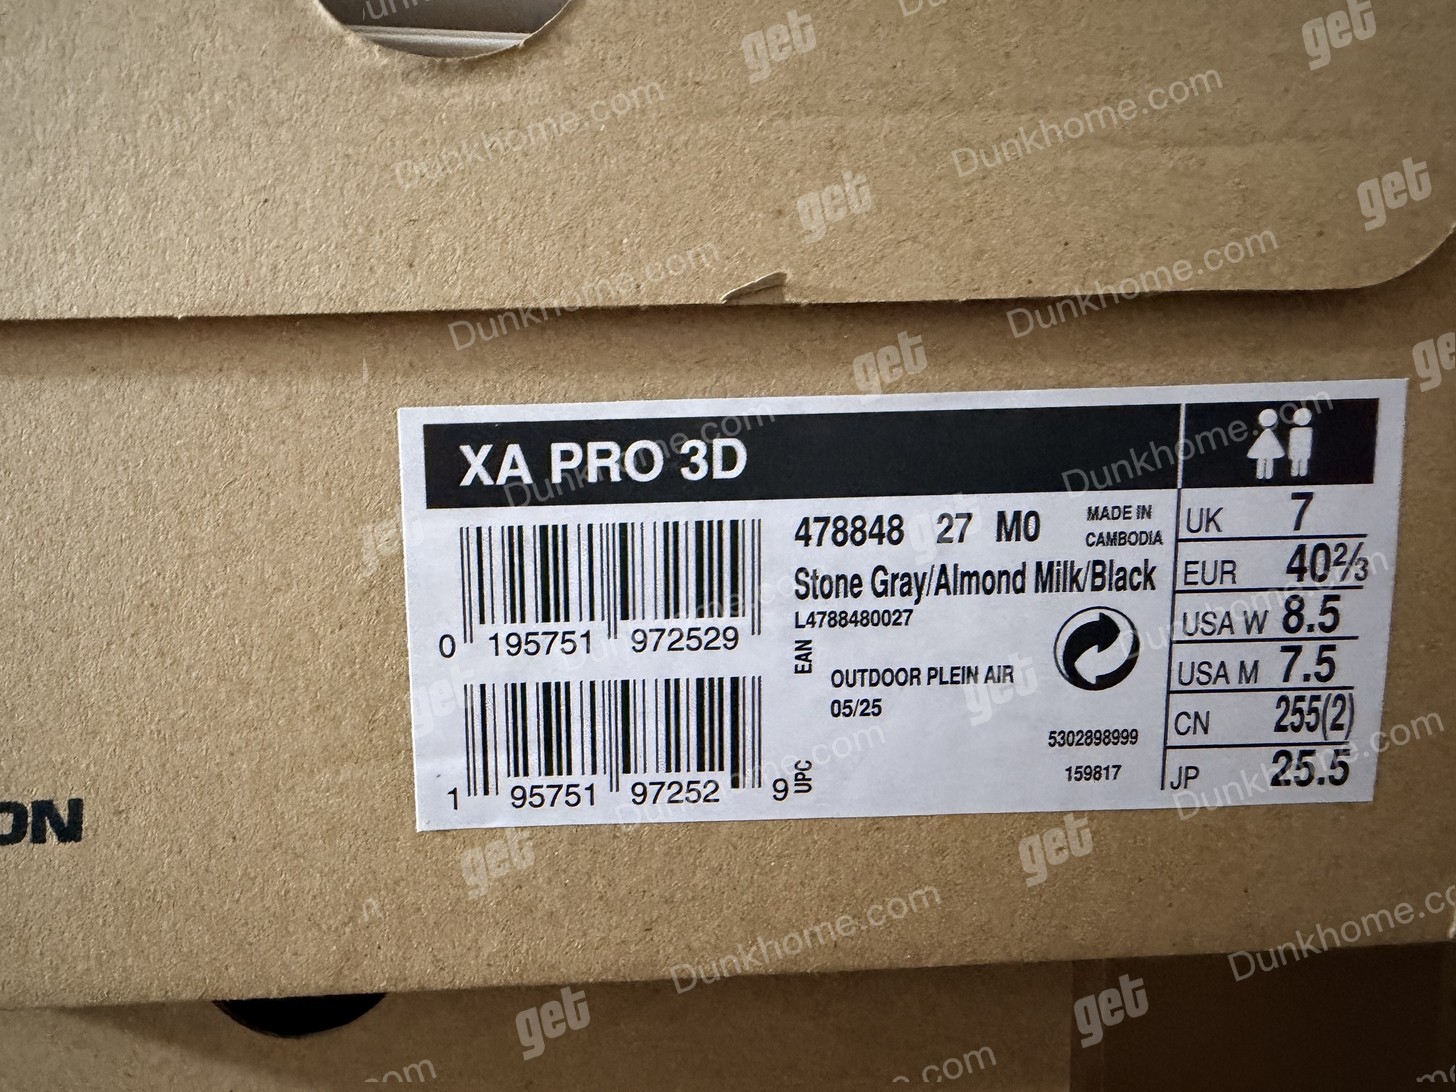 XA PRO 3D
478848 27 M0
MADE IN
CAMBODIA
Stone Gray/Almond Milk/Black
L4788480027
0 195751 972529
EAN
OUTDOOR PLEIN AIR
05/25
5302898999
159817
1 95751 97252 9
UPC
UK 7
EUR 40⅔
USA W 8.5
USA M 7.5
CN 255(2)
JP 25.5
ON
get
Dunkhome.com